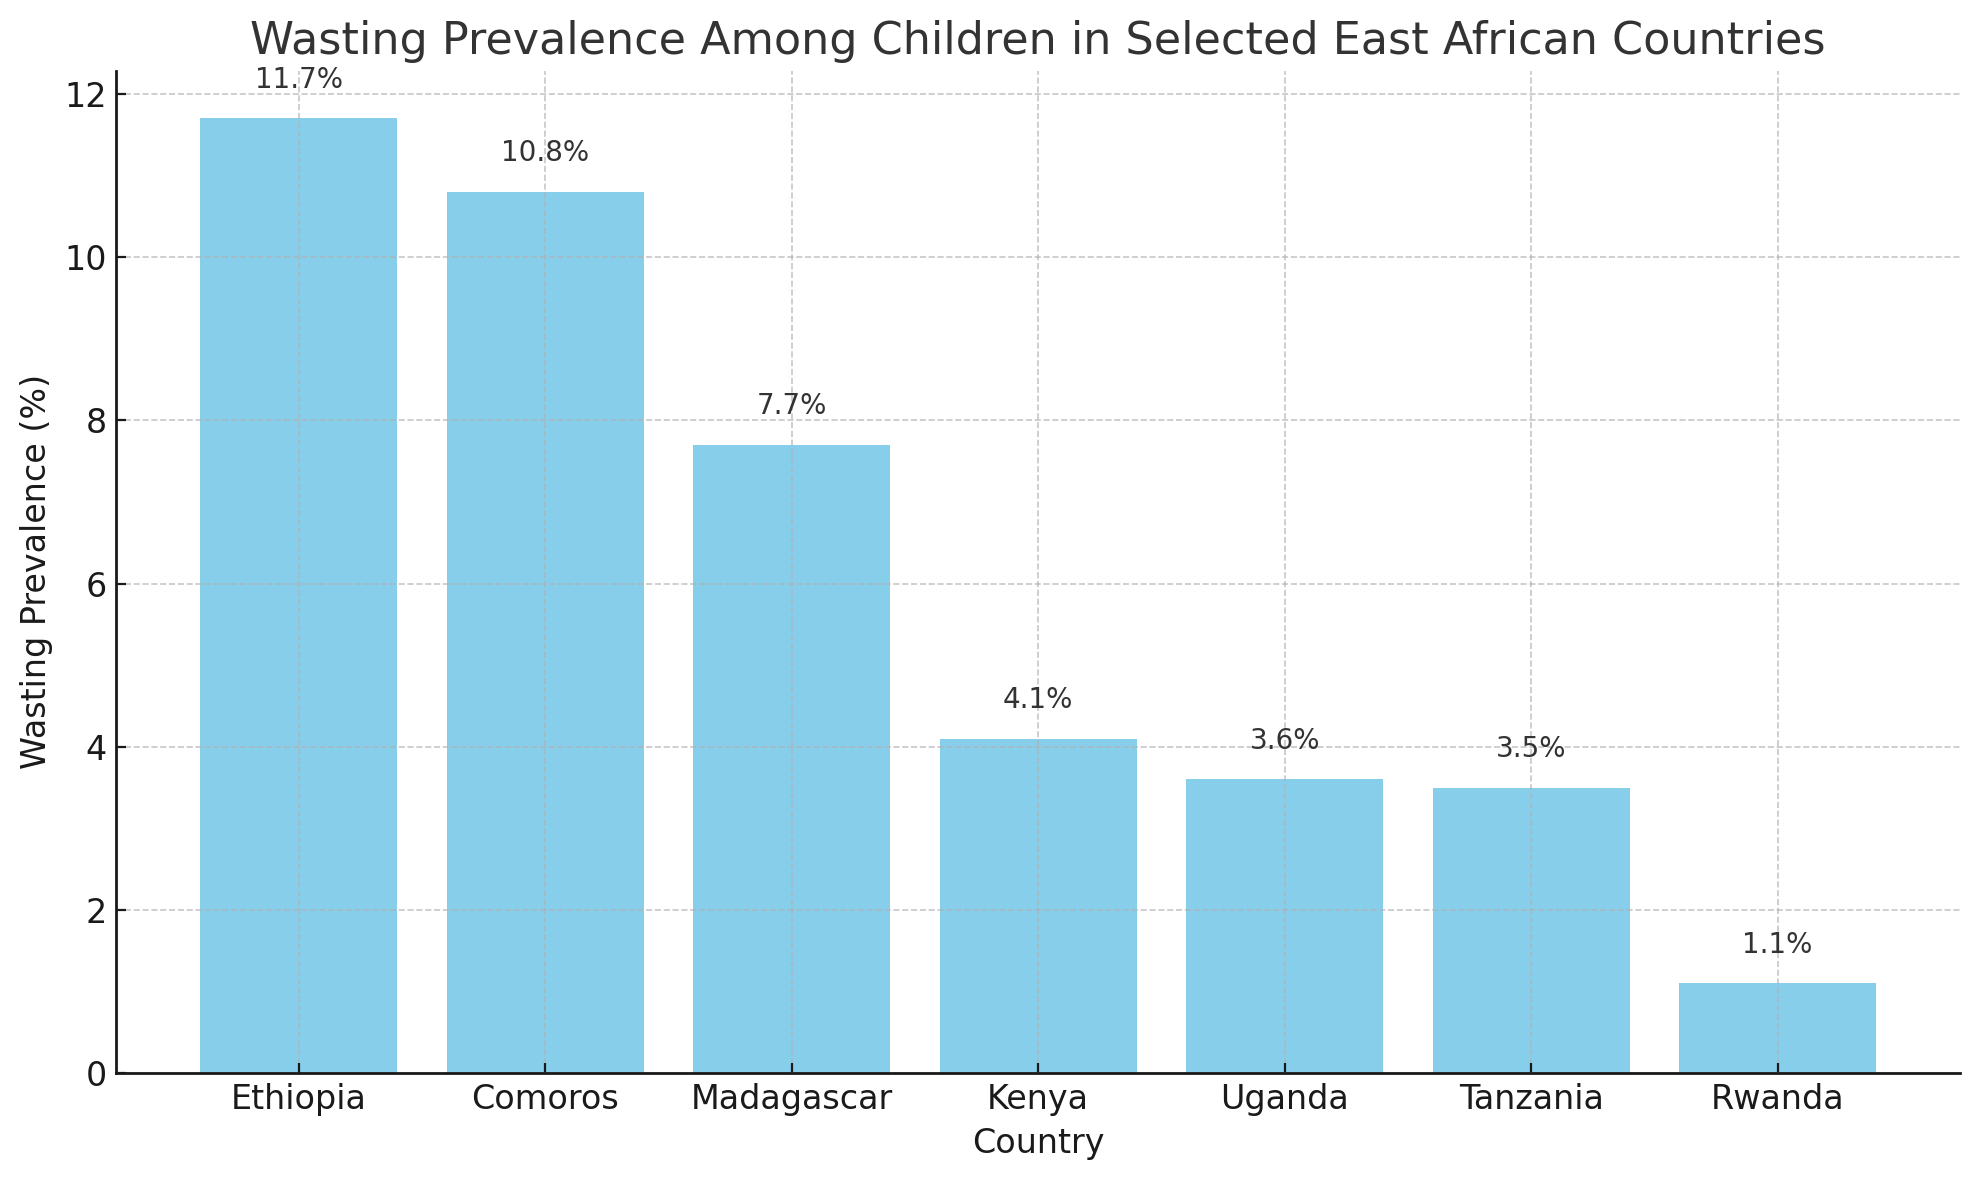 Wasting Prevalence Among Children in Selected East African Countries
Wasting Prevalence (%)
12
10
8
6
4
2
0
11.7%
10.8%
7.7%
4.1%
3.6%
3.5%
1.1%
Ethiopia
Comoros
Madagascar
Kenya
Uganda
Tanzania
Rwanda
Country